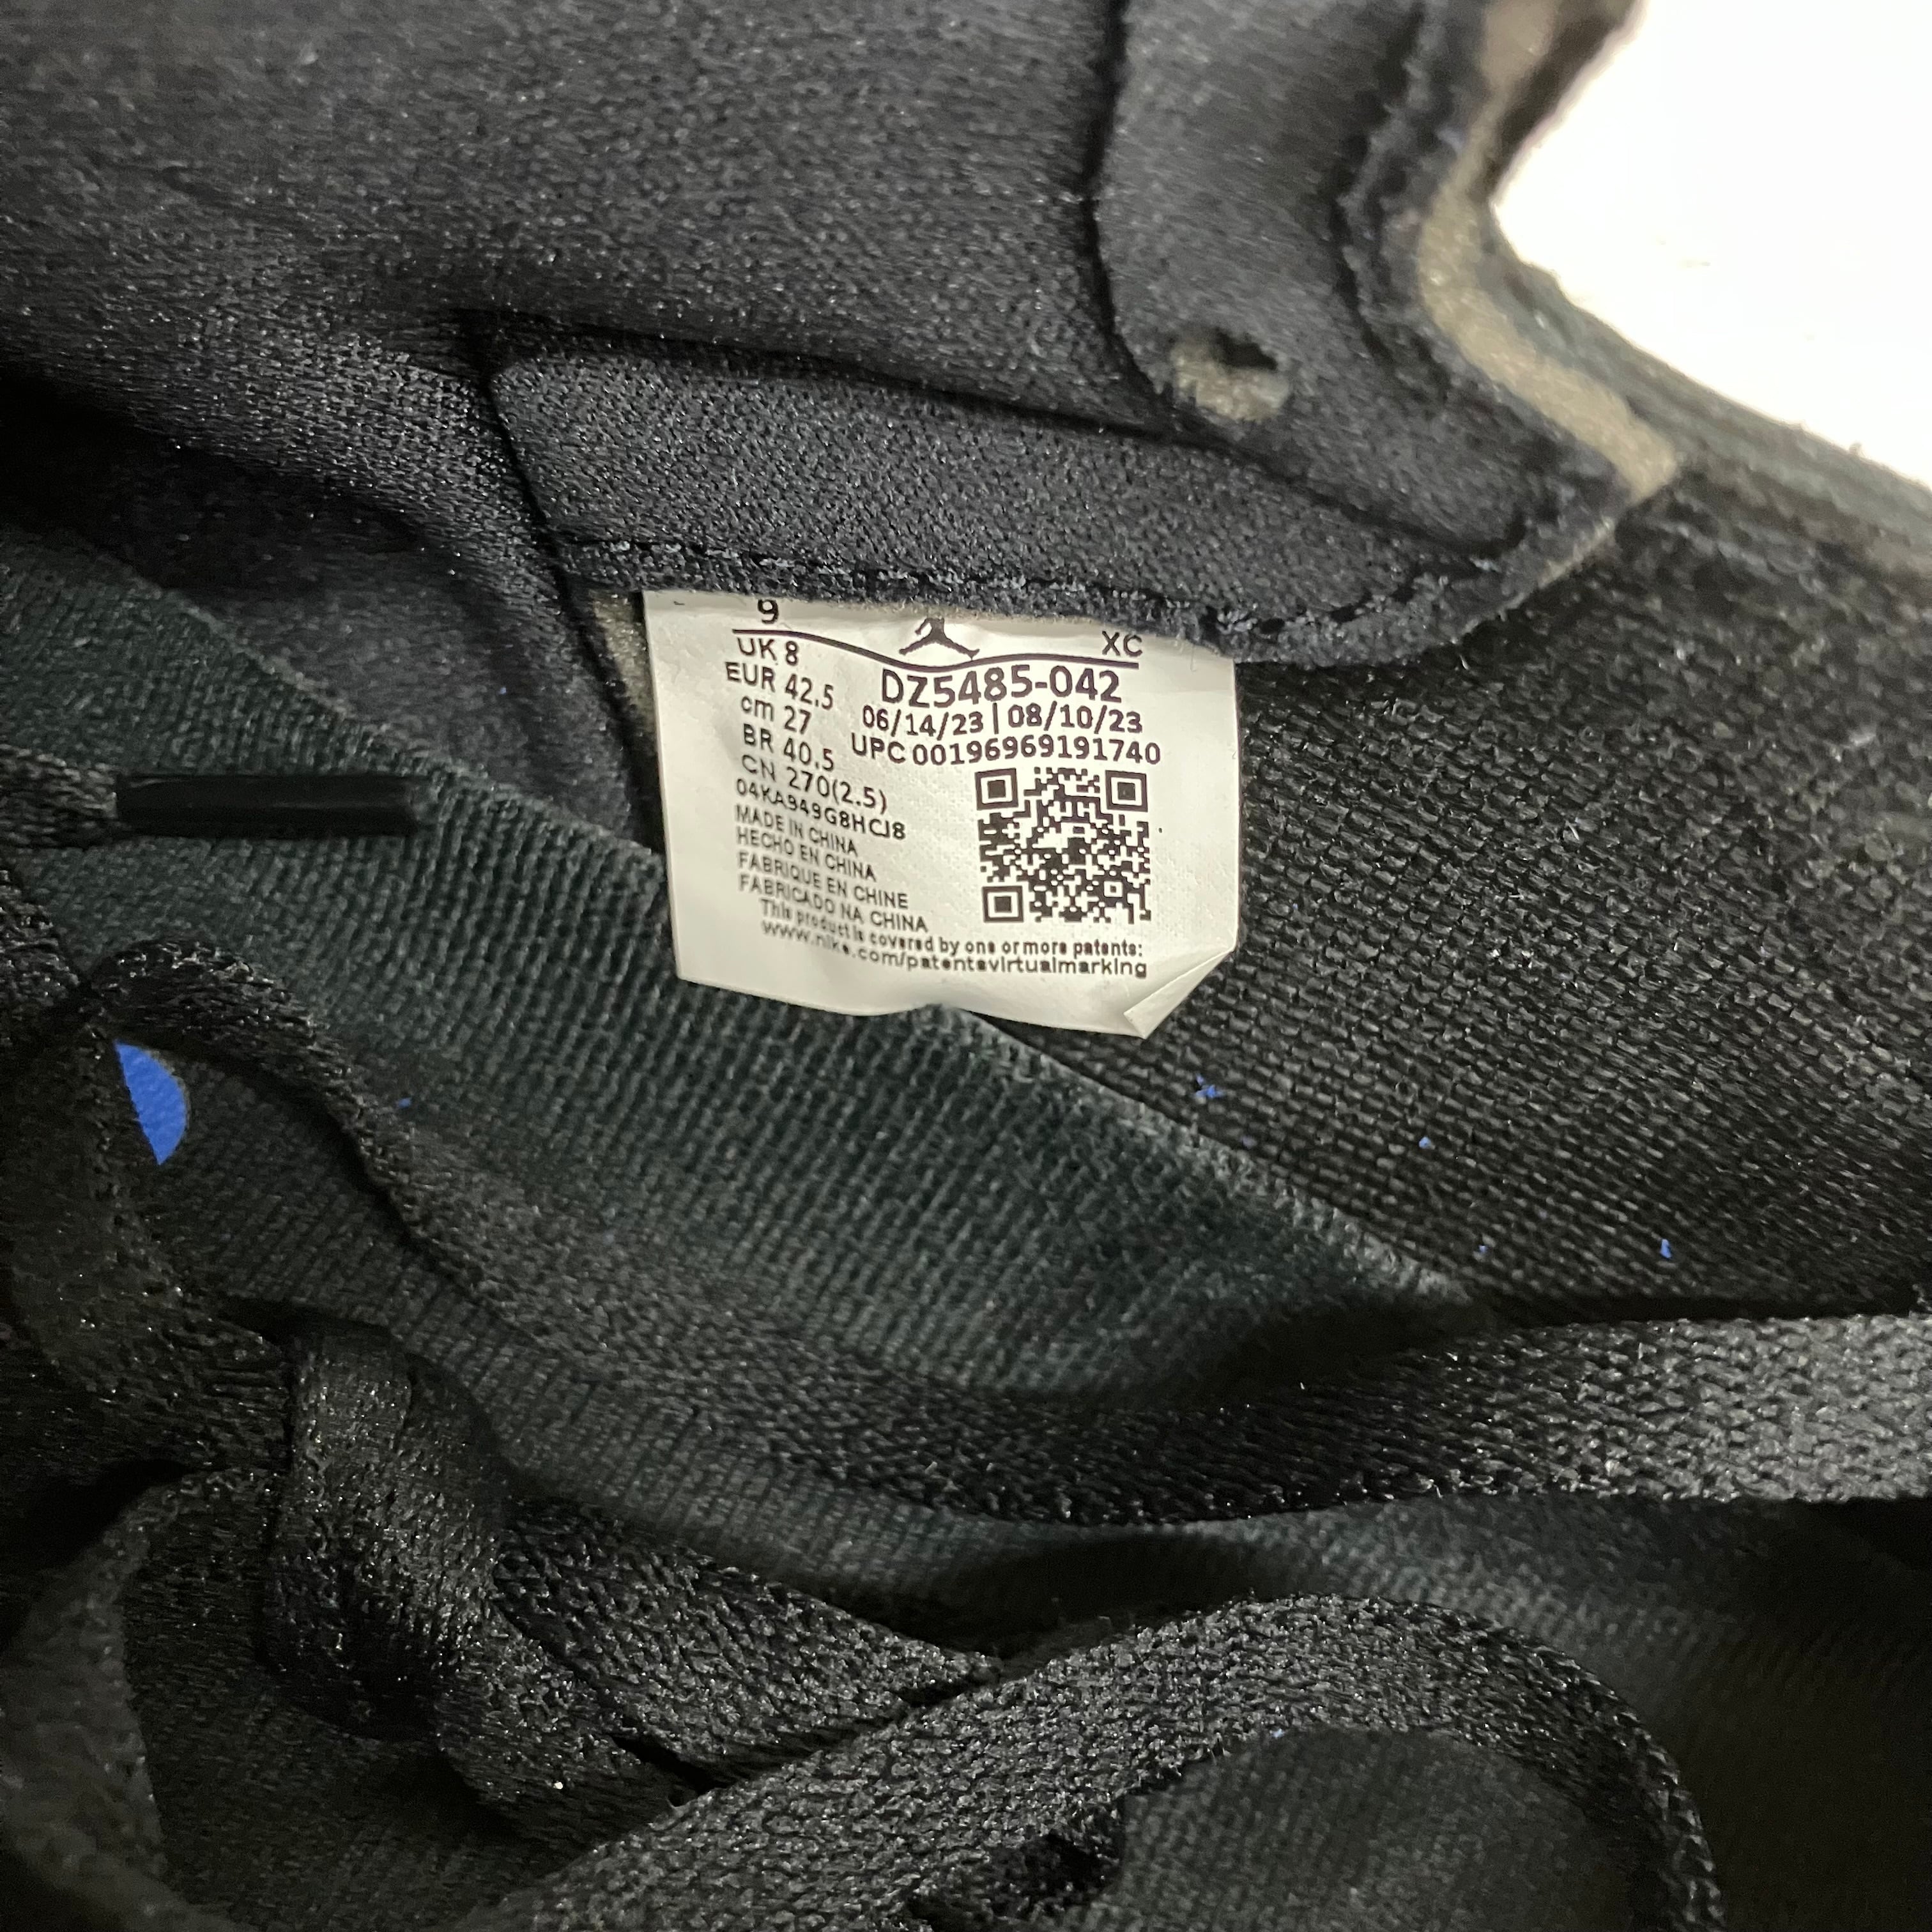 9 XC
UK 8
EUR 42.5
cm 27
BR 40.5
CN 270(2.5)
04KA949G8HCJ8
MADE IN CHINA
HECHO EN CHINA
FABRIQUE EN CHINE
FABRICADO NA CHINA
DZ5485-042
06/14/23 | 08/10/23
UPC 00196969191740
This product is covered by one or more patents:
www.nike.com/patentsvirtualmarking